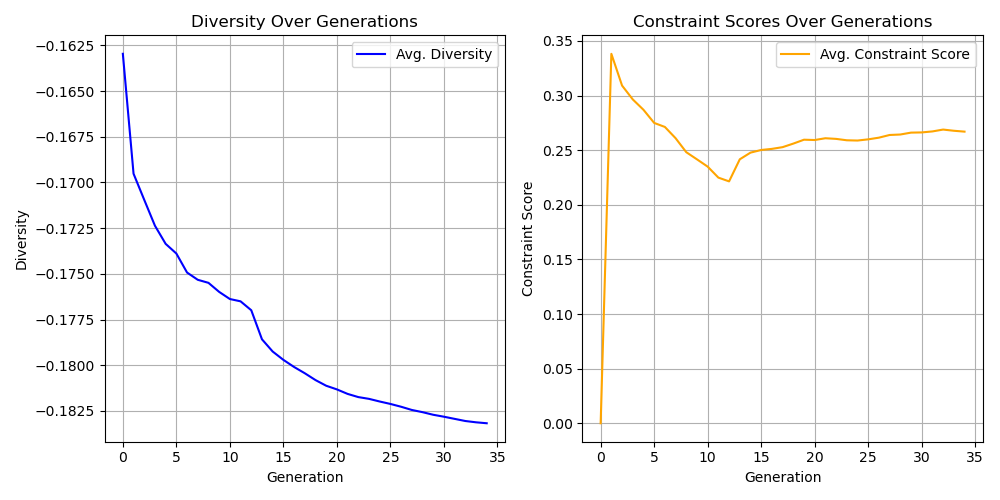 Diversity Over Generations
Avg. Diversity
−0.1625
−0.1650
−0.1675
−0.1700
−0.1725
−0.1750
−0.1775
−0.1800
−0.1825
Diversity
0 5 10 15 20 25 30 35
Generation
Constraint Scores Over Generations
Avg. Constraint Score
0.35
0.30
0.25
0.20
0.15
0.10
0.05
0.00
Constraint Score
0 5 10 15 20 25 30 35
Generation